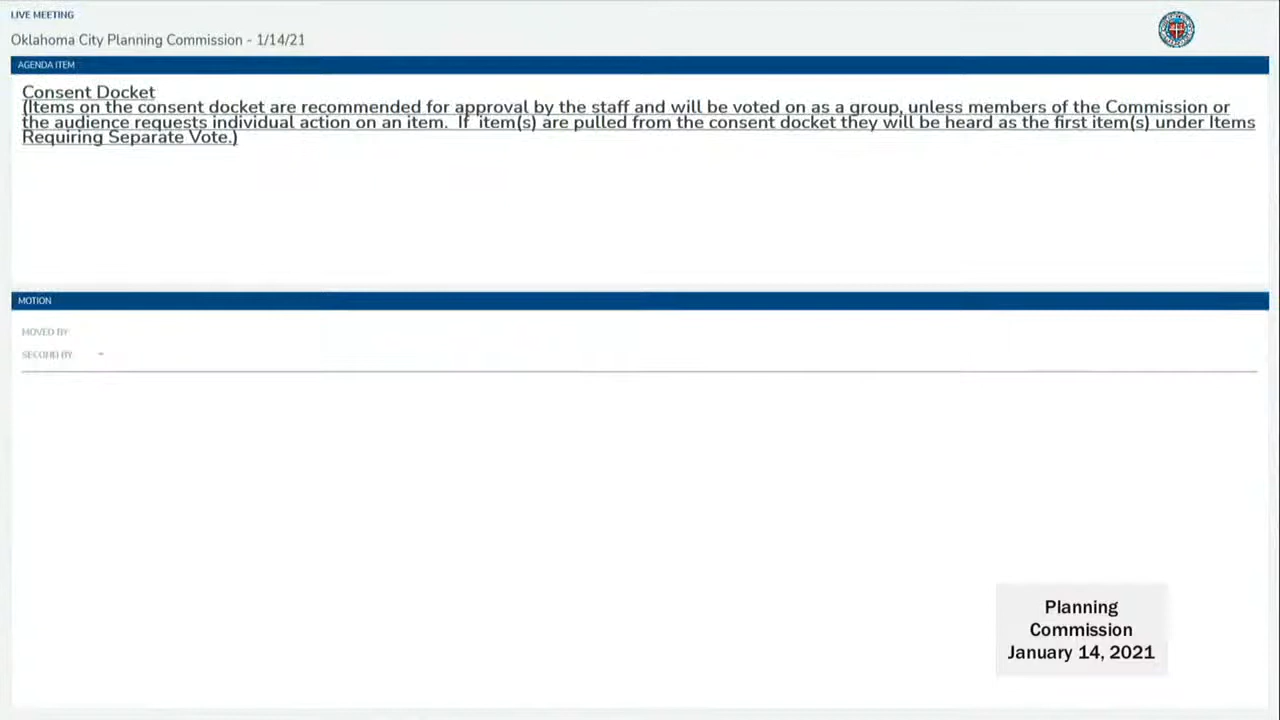 LIVE MEETING
Oklahoma City Planning Commission - 1/14/21
AGENDA ITEM
Consent Docket
(Items on the consent docket are recommended for approval by the staff and will be voted on as a group, unless members of the Commission or
the audience requests individual action on an item.  If  item(s) are pulled from the consent docket they will be heard as the first item(s) under Items
Requiring Separate Vote.)
MOTION
MOVED BY
SECOND BY
Planning
Commission
January 14, 2021